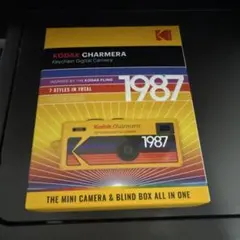 KODAK CHARMERA
Keychain Digital Camera
Kodak
INSPIRED BY THE KODAK FLING
7 STYLES IN TOTAL
1987
Kodak Charmera
1987
THE MINI CAMERA & BLIND BOX ALL IN ONE